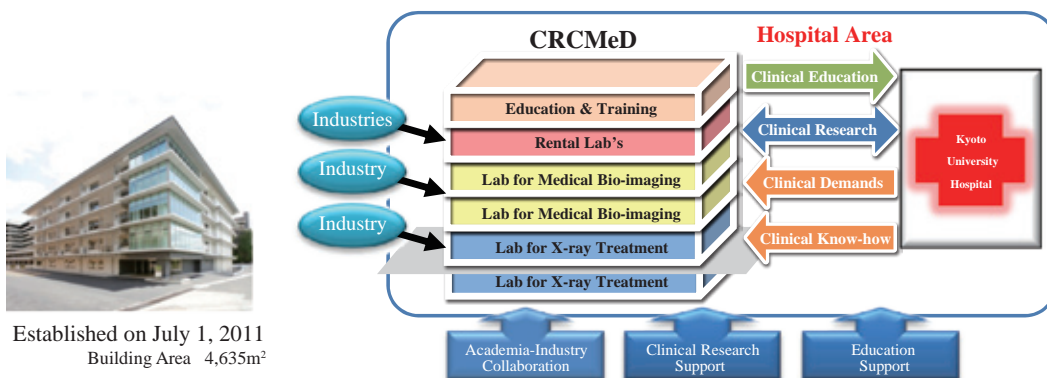 CRCMeD
Hospital Area
Education & Training
Rental Lab's
Lab for Medical Bio-imaging
Lab for Medical Bio-imaging
Lab for X-ray Treatment
Lab for X-ray Treatment
Industries
Industry
Industry
Clinical Education
Clinical Research
Clinical Demands
Clinical Know-how
Kyoto
University
Hospital
Established on July 1, 2011
Building Area 4,635m²
Academia-Industry
Collaboration
Clinical Research
Support
Education
Support